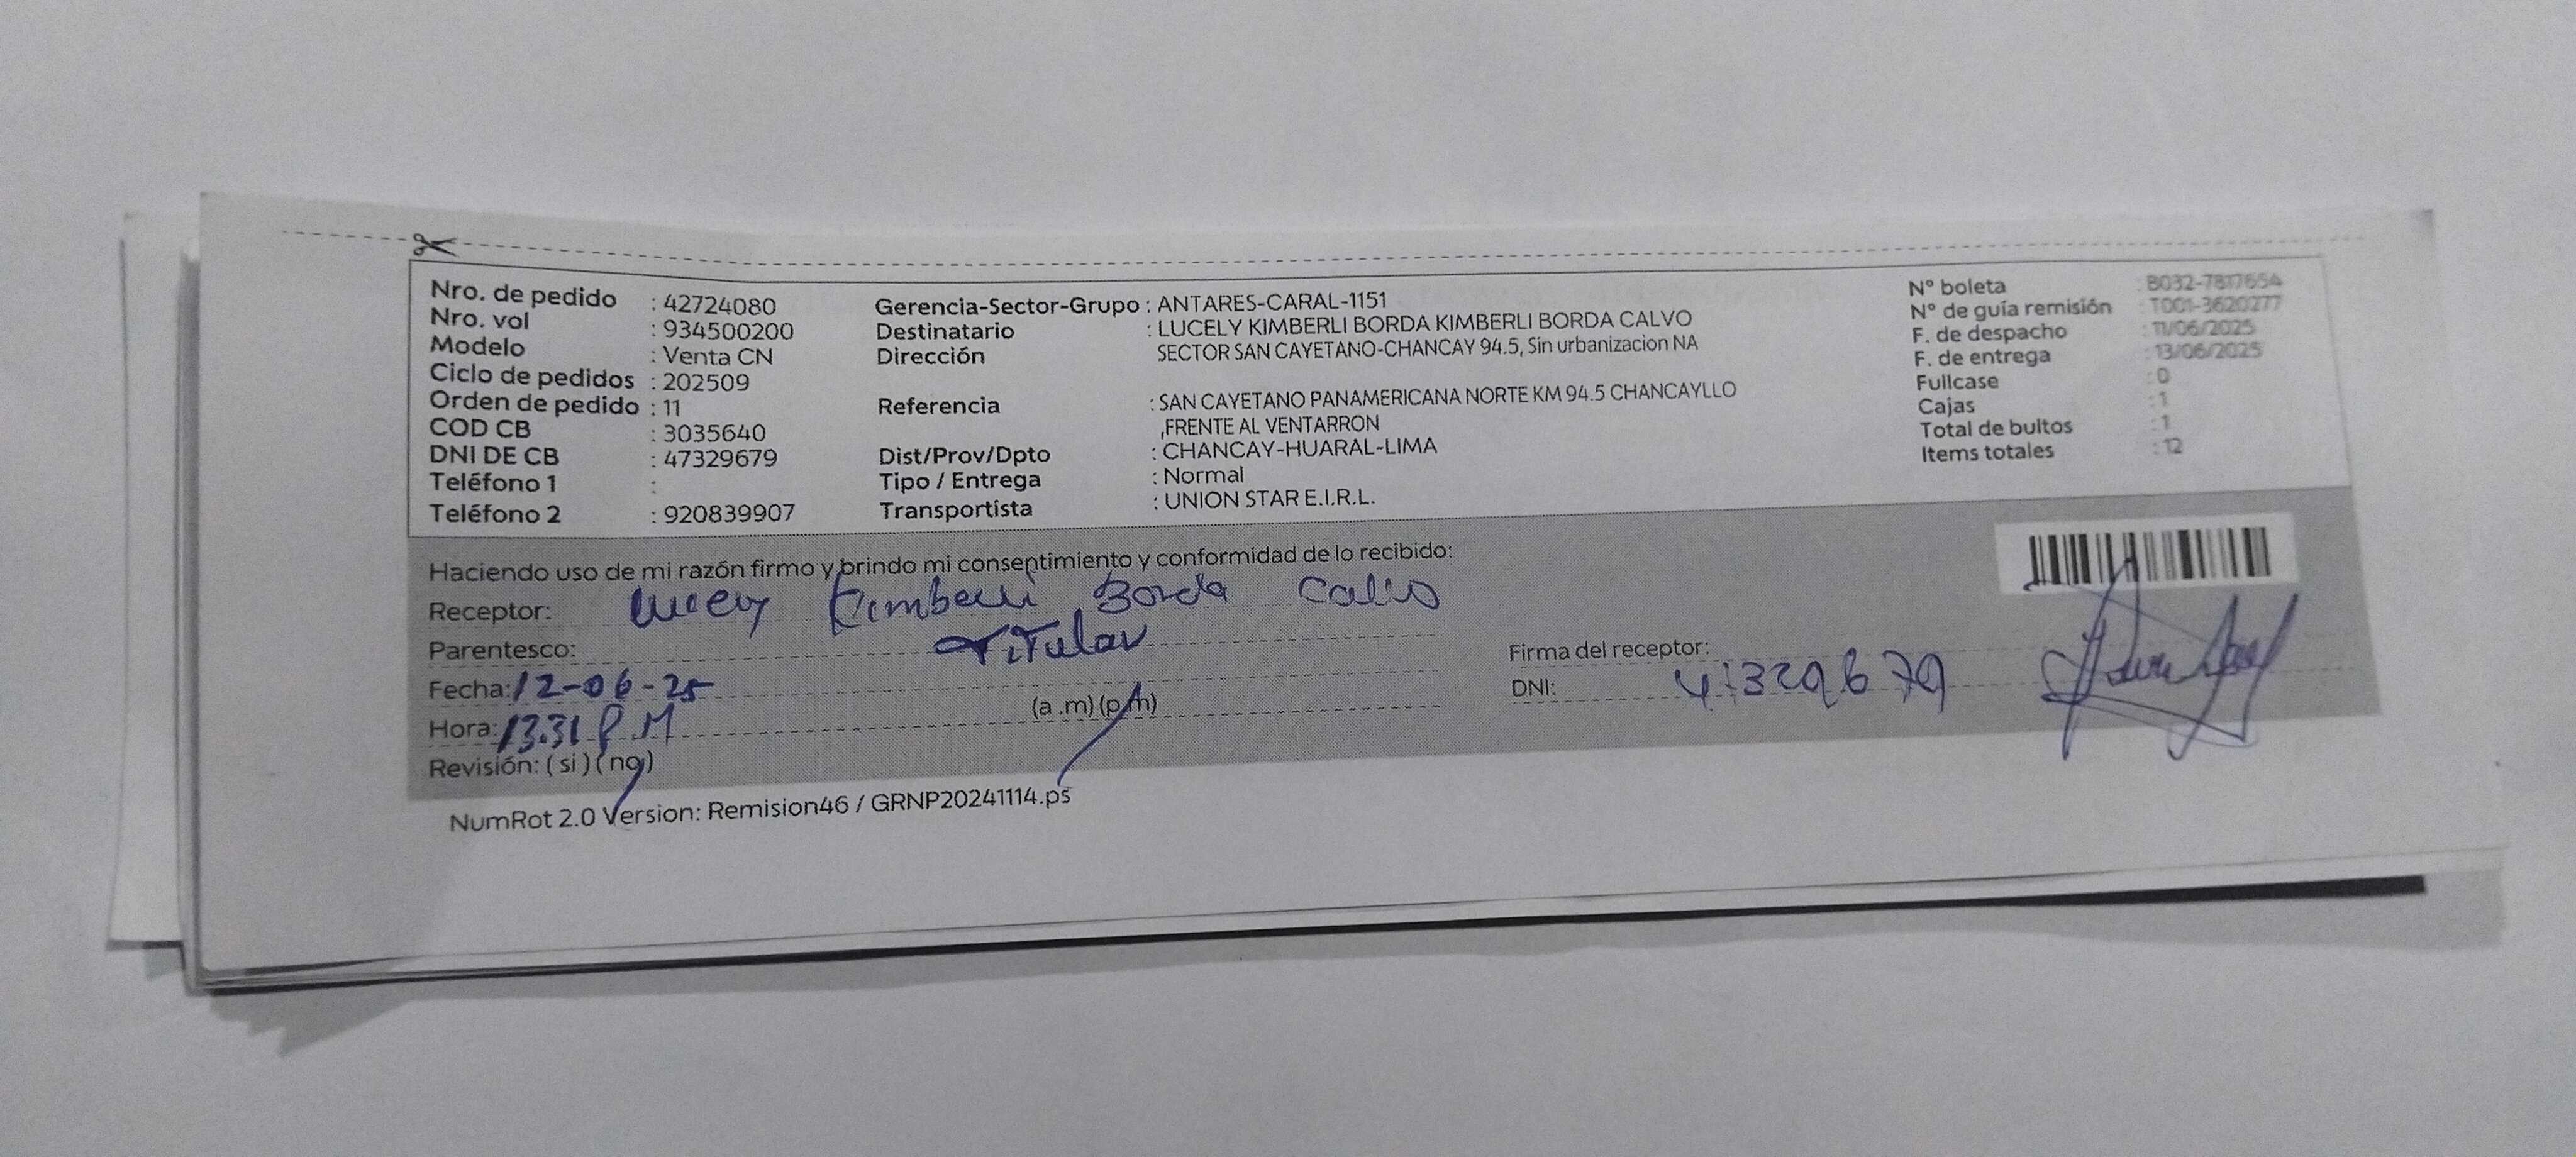 Nro. de pedido : 42724080
Nro. vol : 934500200
Modelo : Venta CN
Ciclo de pedidos : 202509
Orden de pedido : 11
COD CB : 3035640
DNI DE CB : 47329679
Teléfono 1 :
Teléfono 2 : 920839907
Gerencia-Sector-Grupo : ANTARES-CARAL-1151
Destinatario : LUCELY KIMBERLI BORDA KIMBERLI BORDA CALVO
Dirección SECTOR SAN CAYETANO-CHANCAY 94.5, Sin urbanizacion NA
Referencia : SAN CAYETANO PANAMERICANA NORTE KM 94.5 CHANCAYLLO
,FRENTE AL VENTARRON
Dist/Prov/Dpto : CHANCAY-HUARAL-LIMA
Tipo / Entrega : Normal
Transportista : UNION STAR E.I.R.L.
N° boleta : B032-7817654
N° de guía remisión : T001-3620277
F. de despacho : 11/06/2025
F. de entrega : 13/06/2025
Fullcase : 0
Cajas : 1
Total de bultos : 1
Items totales : 12
Haciendo uso de mi razón firmo y brindo mi consentimiento y conformidad de lo recibido:
Receptor: Lucely Kimberli Borda Calvo
Parentesco: Titular
Fecha: 12-06-25
Hora: 13.31 P.M (a .m) (p.m)
Revisión: ( si ) ( no )
Firma del receptor:
DNI: 47329679
NumRot 2.0 Version: Remision46 / GRNP20241114.ps